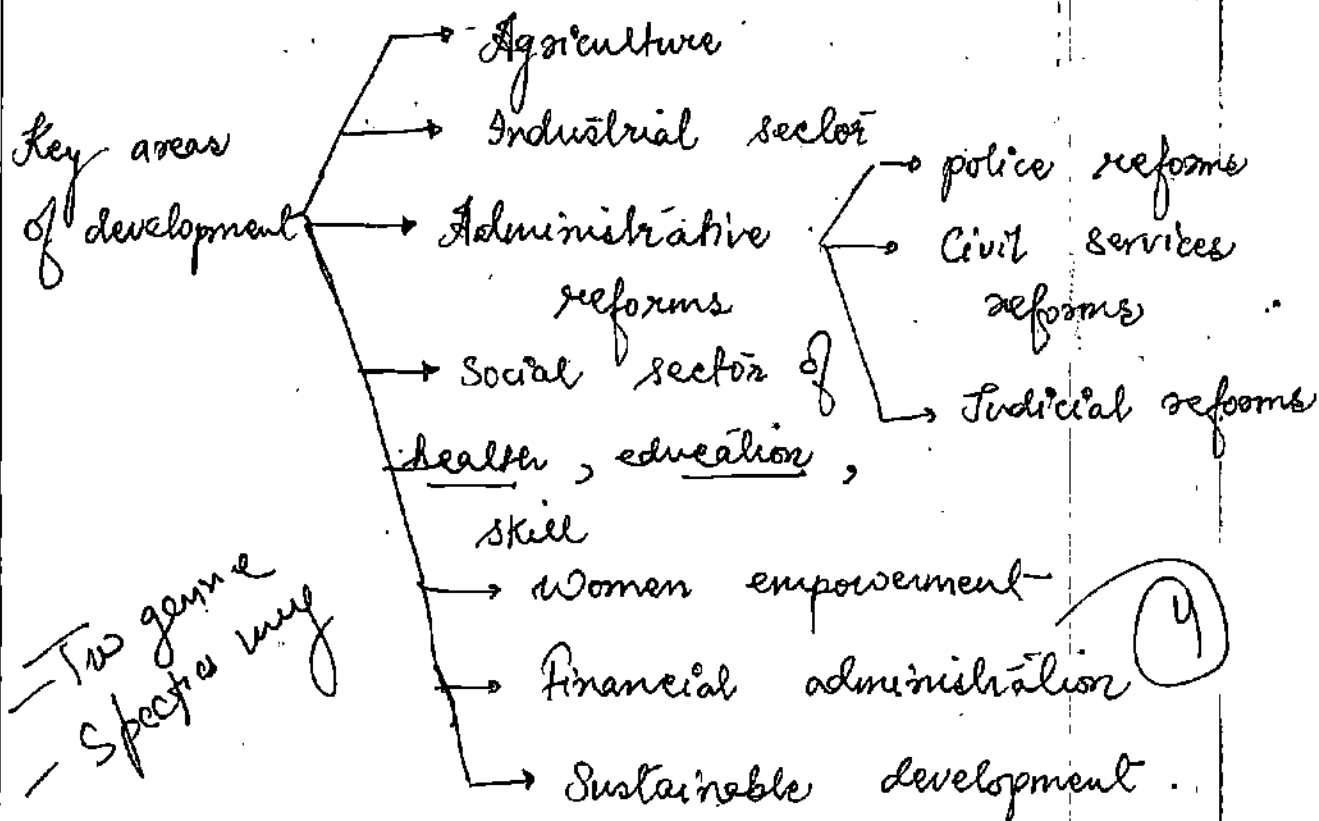 Agriculture
Key areas
of development
Industrial sector
Administrative
reforms
police reforms
Civil services
reforms
Judicial reforms
Social sector of
health, education,
skill
Women empowerment
Financial administration
Sustainable development.